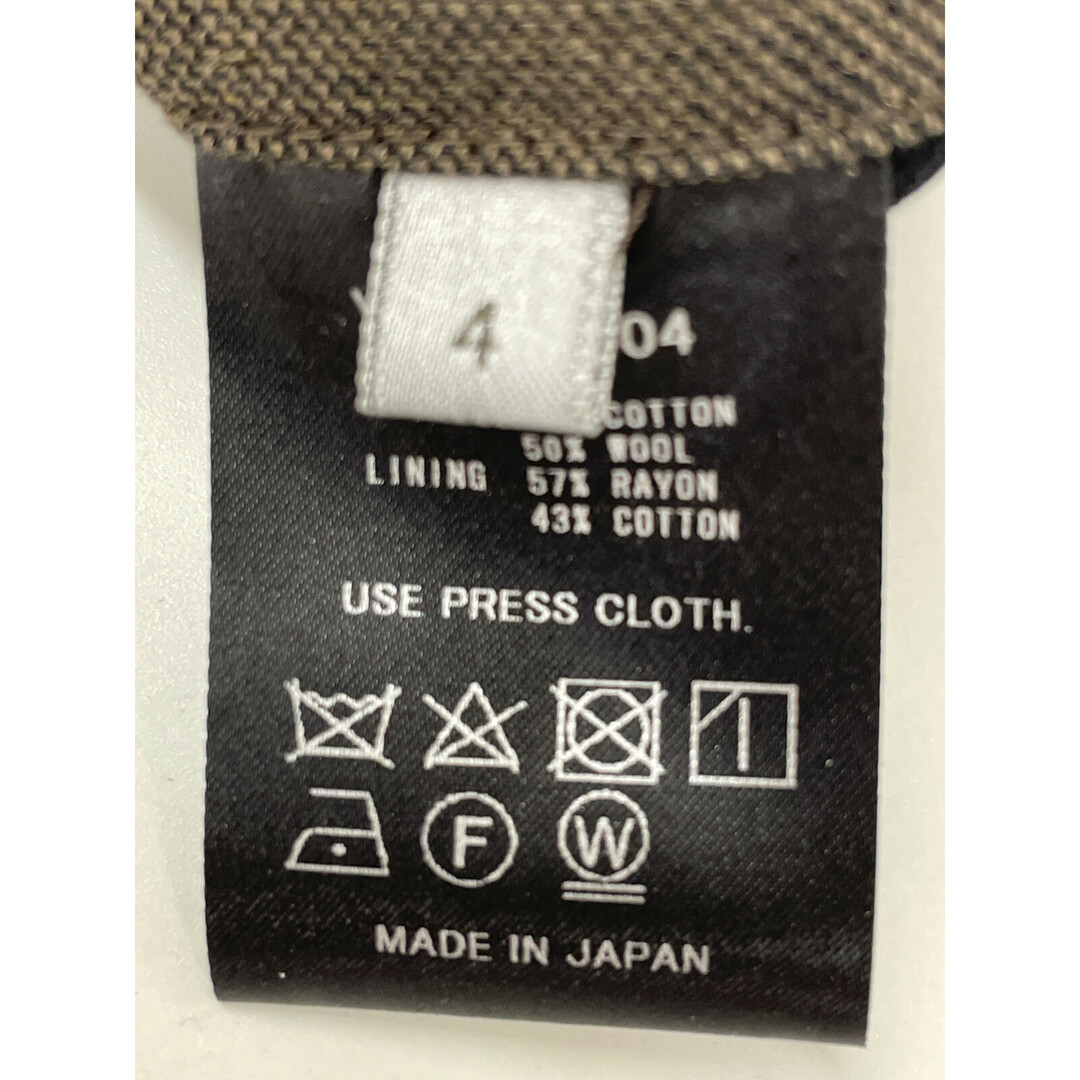 4
04
COTTON
50% WOOL
LINING 57% RAYON
43% COTTON
USE PRESS CLOTH.
F W
MADE IN JAPAN